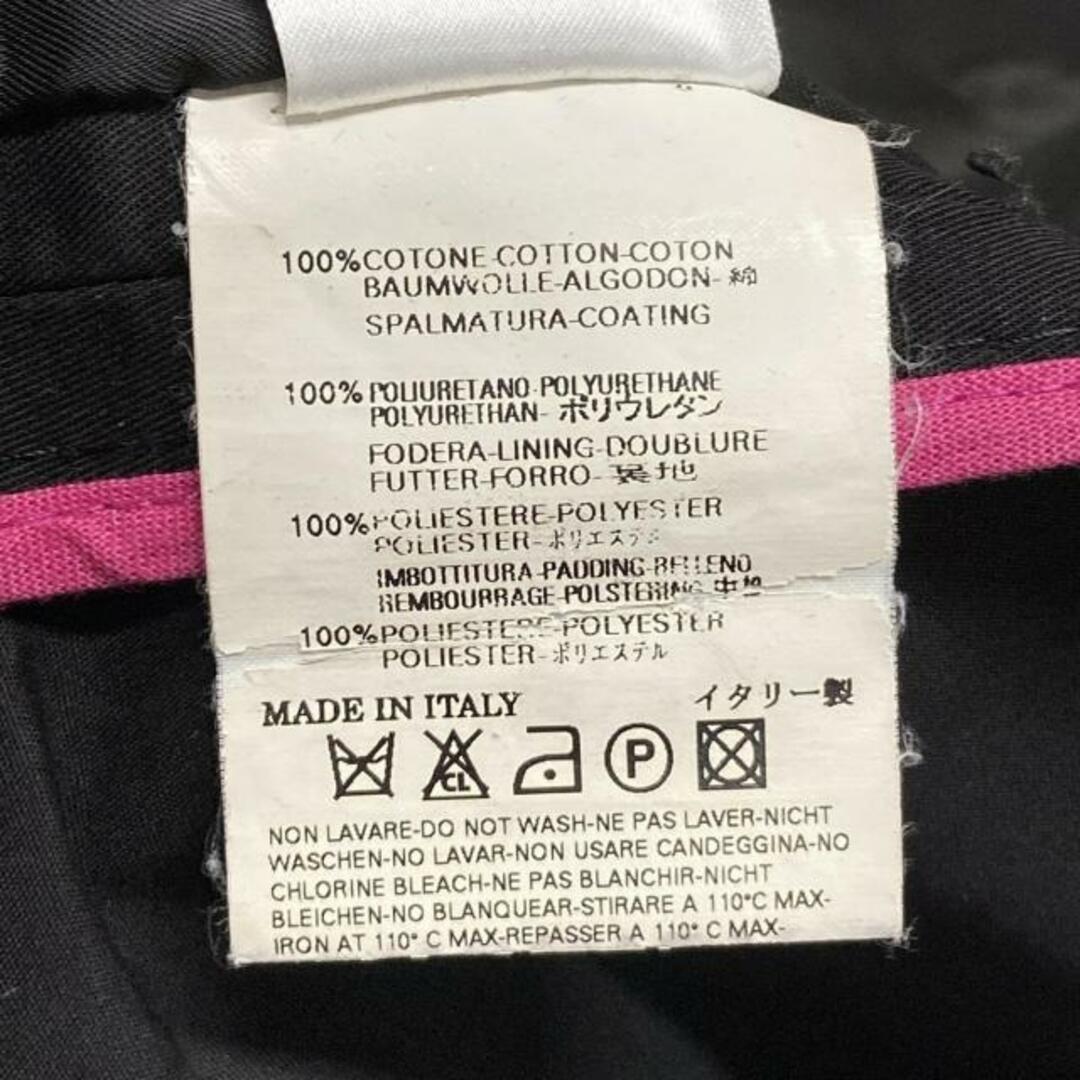 100%COTONE-COTTON-COTON
BAUMWOLLE-ALGODON-綿
SPALMATURA-COATING
100%POLIURETANO-POLYURETHANE
POLYURETHAN-ポリウレタン
FODERA-LINING-DOUBLURE
FUTTER-FORRO-裏地
100%POLIESTERE-POLYESTER
POLIESTER-ポリエステル
IMBOTTITURA-PADDING-RELLENO
REMBOURRAGE-POLSTERING-中地
100%POLIESTERE-POLYESTER
POLIESTER-ポリエステル
MADE IN ITALY イタリー製
CL P
NON LAVARE-DO NOT WASH-NE PAS LAVER-NICHT
WASCHEN-NO LAVAR-NON USARE CANDEGGINA-NO
CHLORINE BLEACH-NE PAS BLANCHIR-NICHT
BLEICHEN-NO BLANQUEAR-STIRARE A 110°C MAX-
IRON AT 110° C MAX-REPASSER A 110° C MAX-